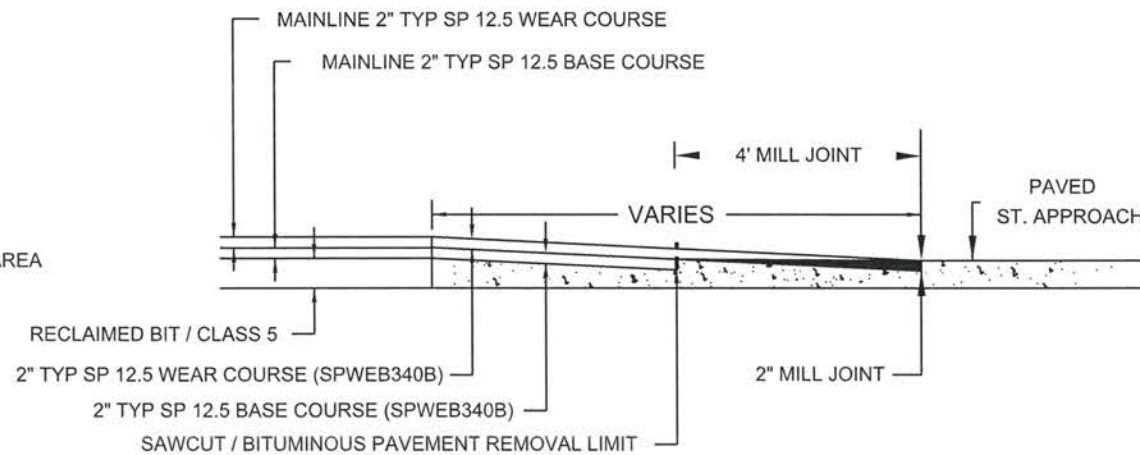 MAINLINE 2" TYP SP 12.5 WEAR COURSE
MAINLINE 2" TYP SP 12.5 BASE COURSE
4' MILL JOINT
PAVED
ST. APPROACH
VARIES
AREA
RECLAIMED BIT / CLASS 5
2" TYP SP 12.5 WEAR COURSE (SPWEB340B)
2" MILL JOINT
2" TYP SP 12.5 BASE COURSE (SPWEB340B)
SAWCUT / BITUMINOUS PAVEMENT REMOVAL LIMIT